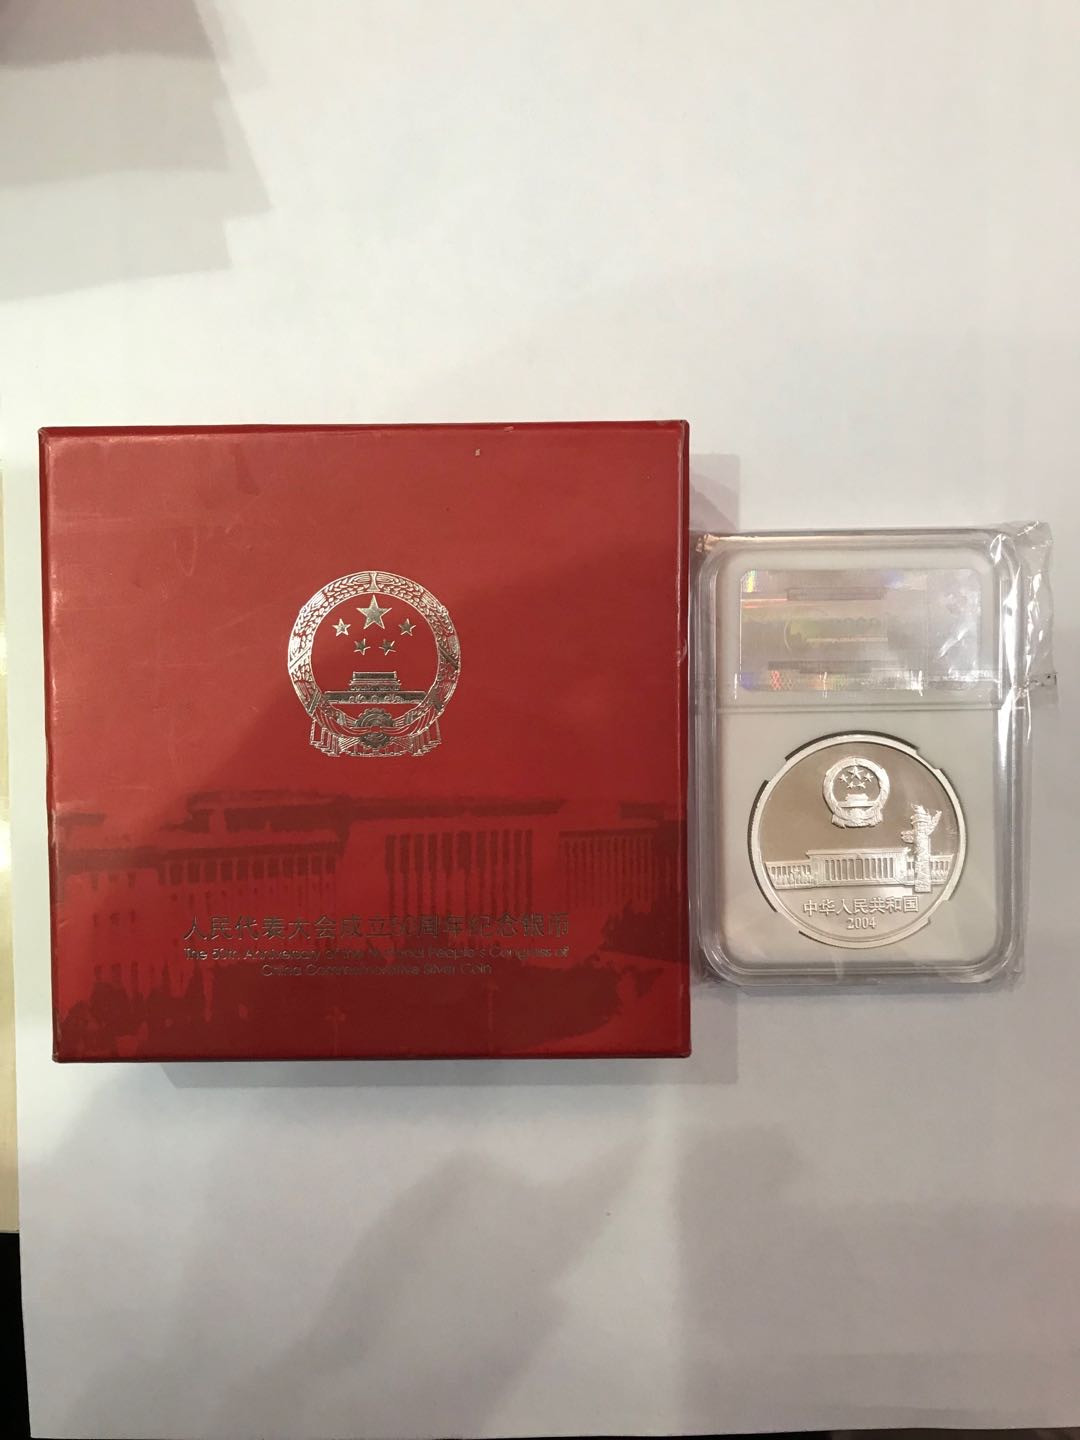 人民代表大会成立50周年纪念银币
The 50th Anniversary of the National People's Congress of
China Commemorative Silver Coin
中华人民共和国
2004